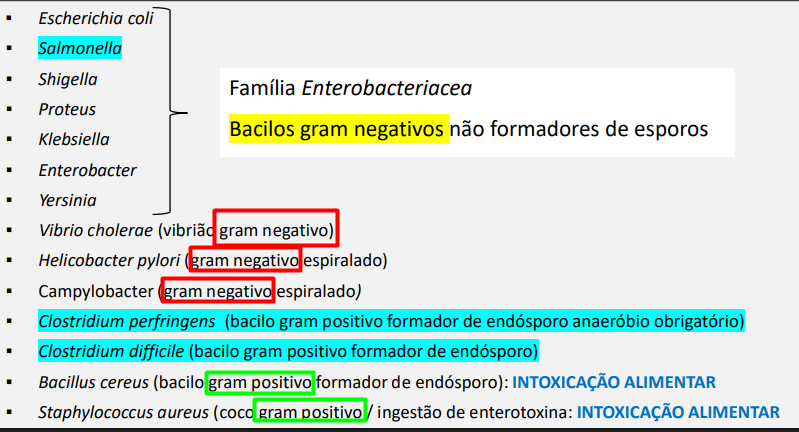 ▪ Escherichia coli
▪ Salmonella
▪ Shigella
▪ Proteus
▪ Klebsiella
▪ Enterobacter
▪ Yersinia
Família Enterobacteriacea
Bacilos gram negativos não formadores de esporos
▪ Vibrio cholerae (vibrião gram negativo)
▪ Helicobacter pylori (gram negativo espiralado)
▪ Campylobacter (gram negativo espiralado)
▪ Clostridium perfringens (bacilo gram positivo formador de endósporo anaeróbio obrigatório)
▪ Clostridium difficile (bacilo gram positivo formador de endósporo)
▪ Bacillus cereus (bacilo gram positivo formador de endósporo): INTOXICAÇÃO ALIMENTAR
▪ Staphylococcus aureus (coco gram positivo / ingestão de enterotoxina: INTOXICAÇÃO ALIMENTAR